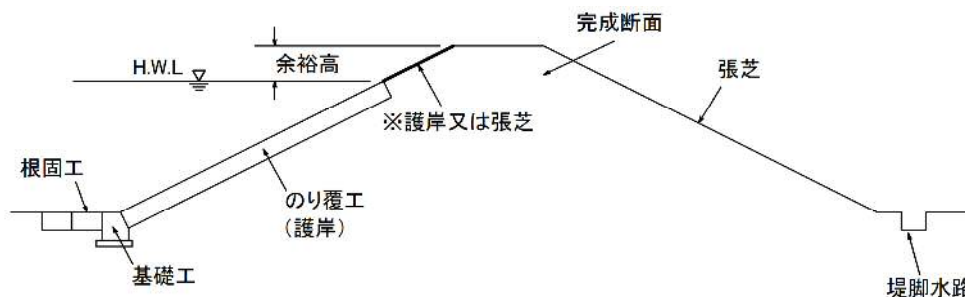 完成断面
H.W.L
余裕高
張芝
※護岸又は張芝
根固工
のり覆工
(護岸)
基礎工
堤脚水路